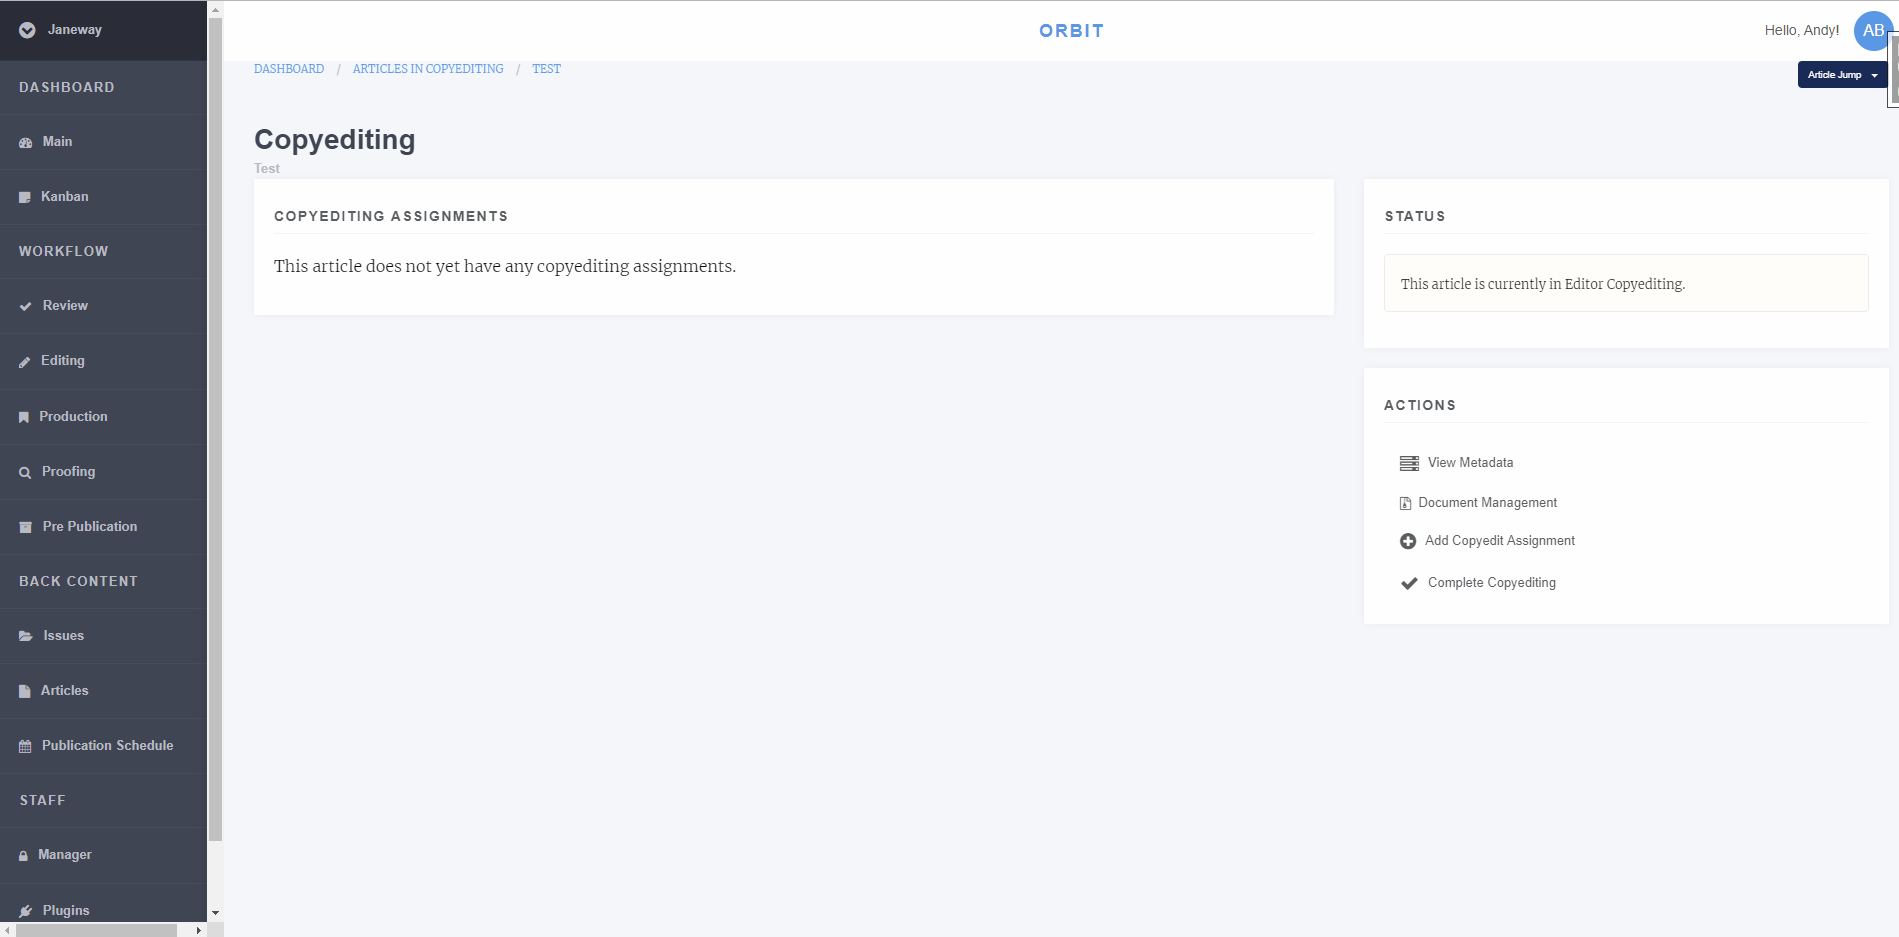 Janeway
DASHBOARD
Main
Kanban
WORKFLOW
Review
Editing
Production
Proofing
Pre Publication
BACK CONTENT
Issues
Articles
Publication Schedule
STAFF
Manager
Plugins
ORBIT
Hello, Andy!
AB
DASHBOARD / ARTICLES IN COPYEDITING / TEST
Article Jump
Copyediting
Test
COPYEDITING ASSIGNMENTS
This article does not yet have any copyediting assignments.
STATUS
This article is currently in Editor Copyediting.
ACTIONS
View Metadata
Document Management
Add Copyedit Assignment
Complete Copyediting